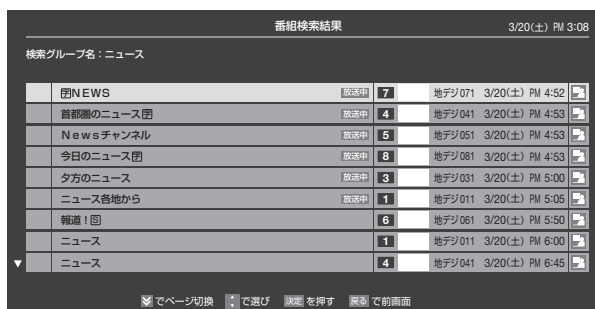 番組検索結果 3/20(土) PM 3:08
検索グループ名：ニュース
字NEWS 放送中 7 地デジ071 3/20(土) PM 4:52
首都圏のニュース字 放送中 4 地デジ041 3/20(土) PM 4:53
Newsチャンネル 放送中 5 地デジ051 3/20(土) PM 4:53
今日のニュース字 放送中 8 地デジ081 3/20(土) PM 4:53
夕方のニュース 放送中 3 地デジ031 3/20(土) PM 5:00
ニュース各地から 放送中 1 地デジ011 3/20(土) PM 5:05
報道！S 6 地デジ061 3/20(土) PM 5:50
ニュース 1 地デジ011 3/20(土) PM 6:00
ニュース 4 地デジ041 3/20(土) PM 6:45
でページ切換 で選び 決定 を押す 戻る で前画面